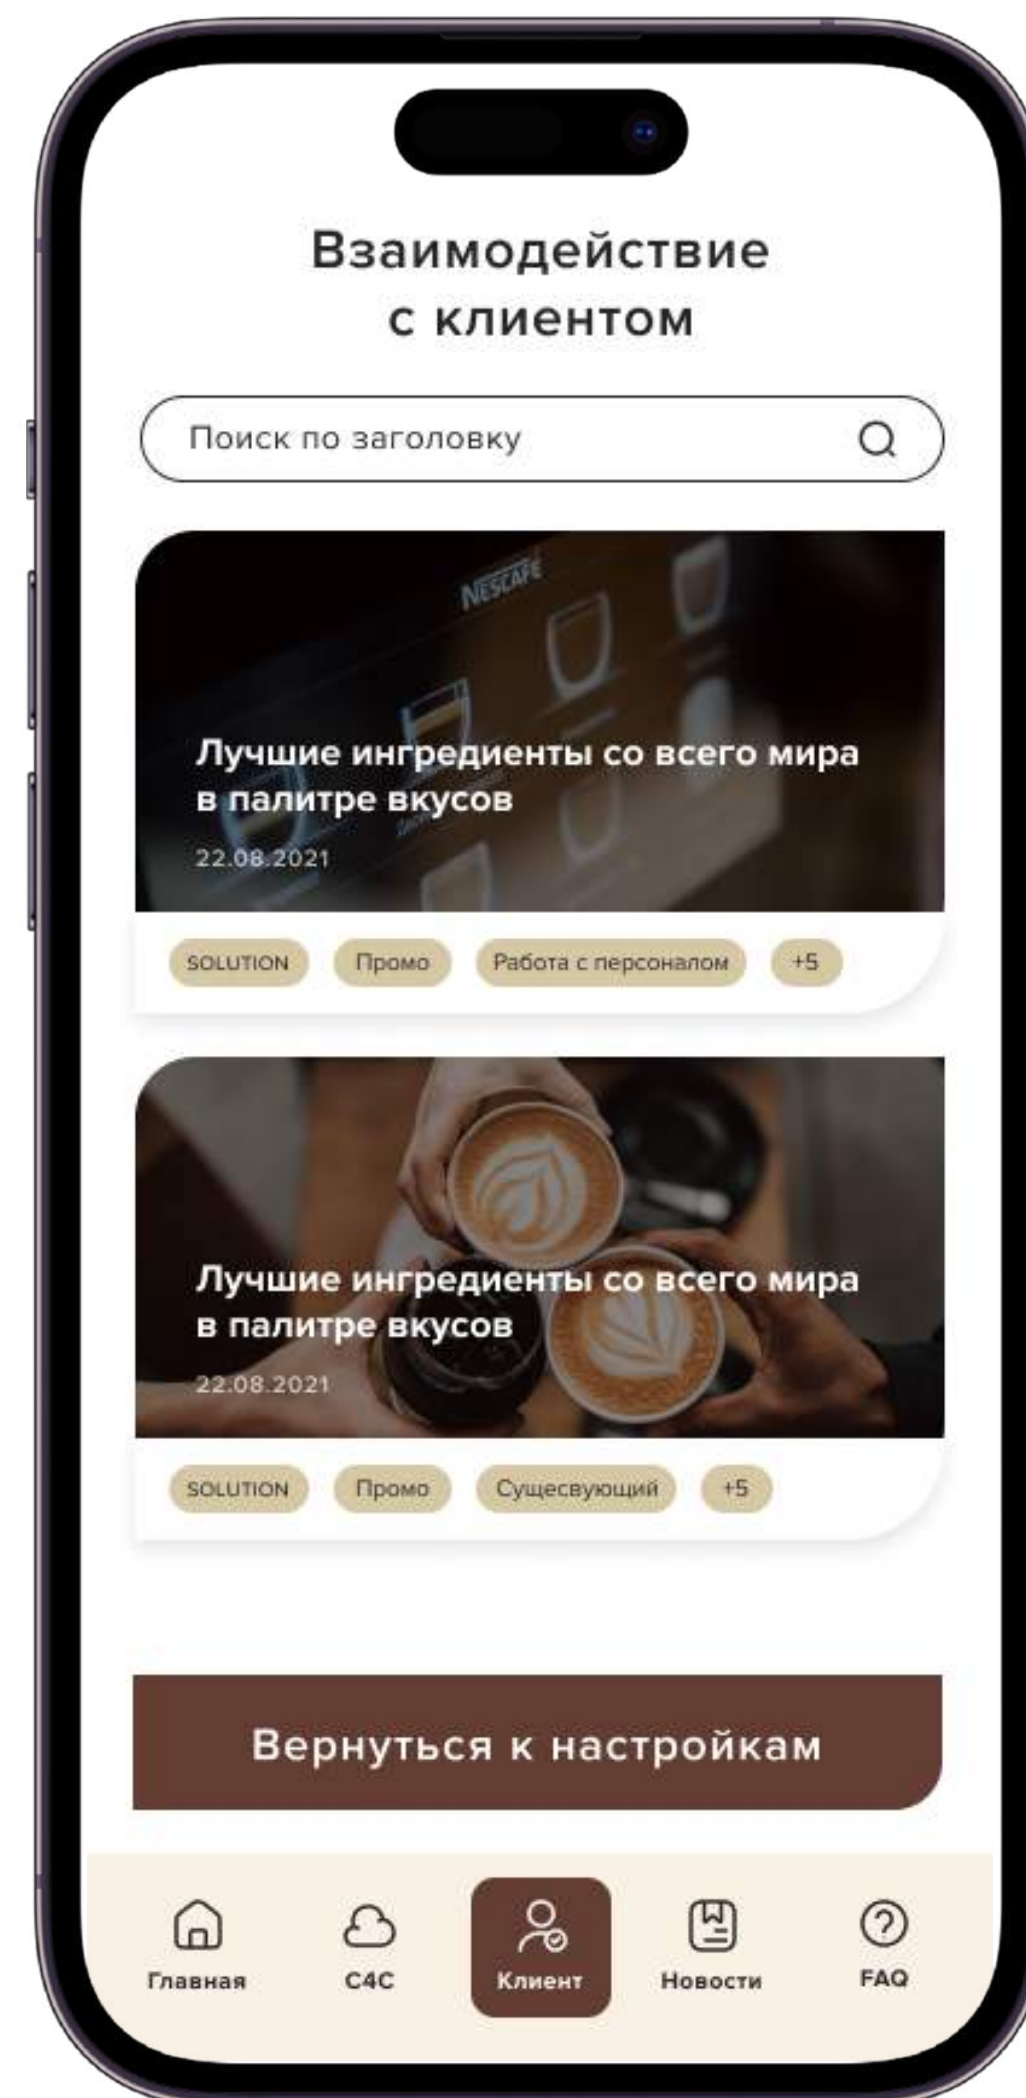 Взаимодействие
с клиентом
Поиск по заголовку
NESCAFÉ
Лучшие ингредиенты со всего мира
в палитре вкусов
22.08.2021
SOLUTION Промо Работа с персоналом +5
Лучшие ингредиенты со всего мира
в палитре вкусов
22.08.2021
SOLUTION Промо Сущесвующий +5
Вернуться к настройкам
Главная C4C Клиент Новости FAQ